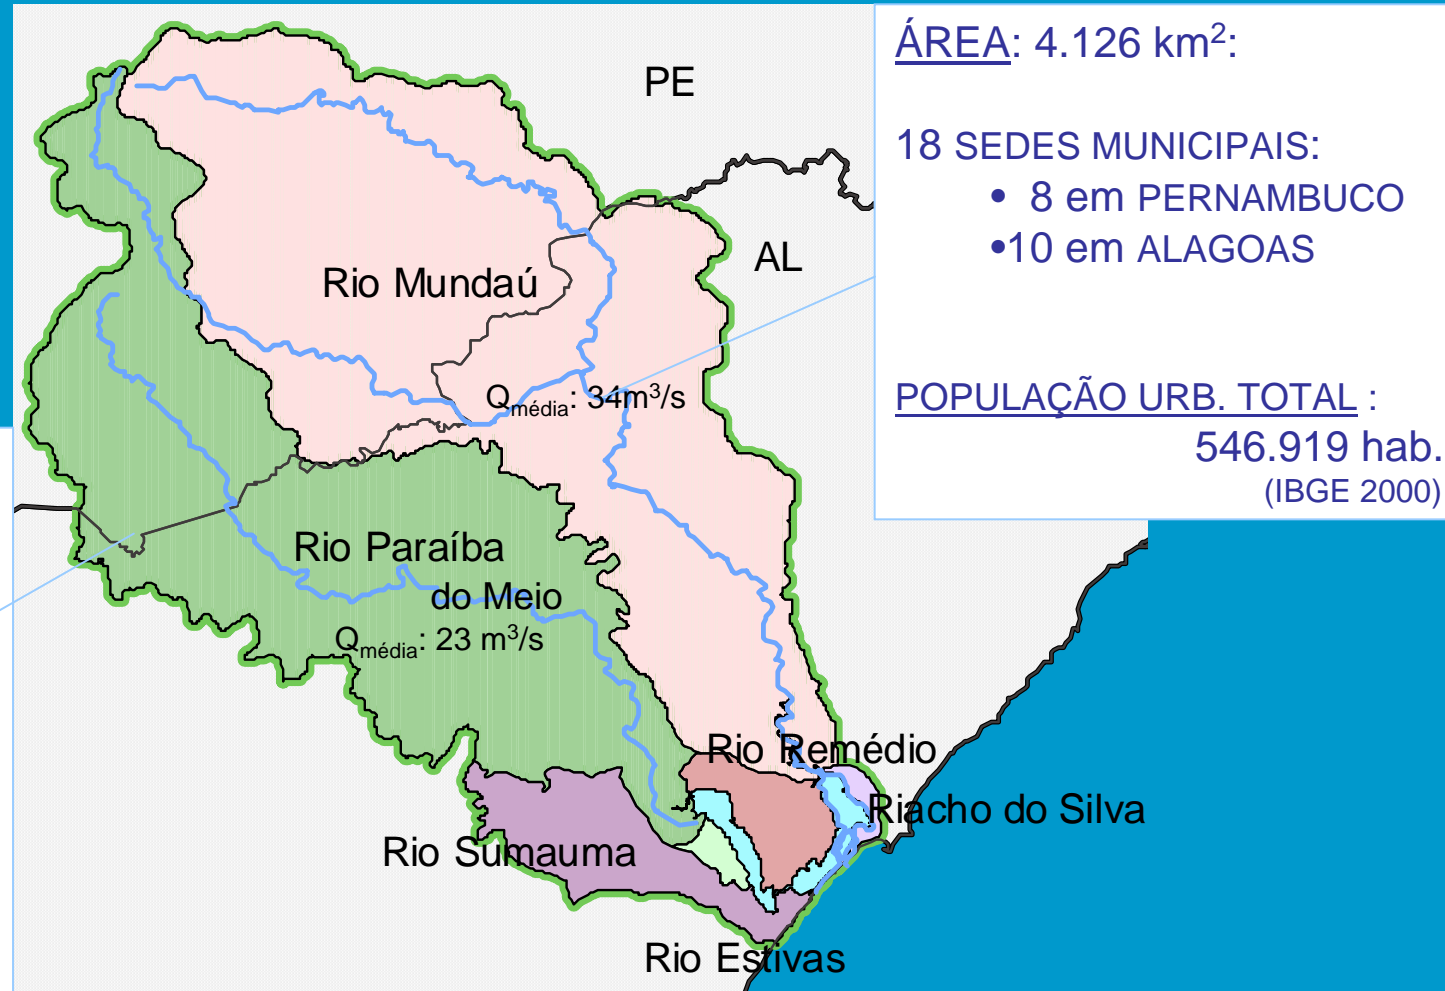 PE
AL
Rio Mundaú
Qmédia: 34m³/s
Rio Paraíba
do Meio
Qmédia: 23 m³/s
Rio Remédio
Riacho do Silva
Rio Sumauma
Rio Estivas
ÁREA: 4.126 km²:
18 SEDES MUNICIPAIS:
• 8 em PERNAMBUCO
•10 em ALAGOAS
POPULAÇÃO URB. TOTAL :
546.919 hab.
(IBGE 2000)